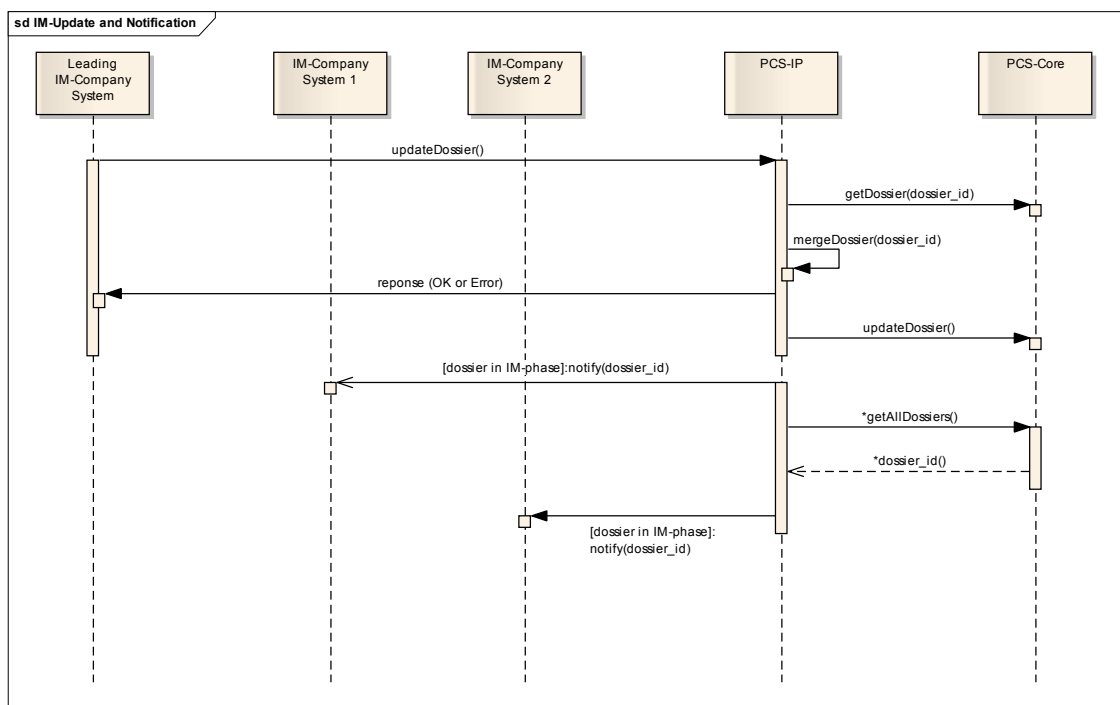 sd IM-Update and Notification
Leading
IM-Company
System
IM-Company
System 1
IM-Company
System 2
PCS-IP
PCS-Core
updateDossier()
getDossier(dossier_id)
mergeDossier(dossier_id)
reponse (OK or Error)
updateDossier()
[dossier in IM-phase]:notify(dossier_id)
*getAllDossiers()
*dossier_id()
[dossier in IM-phase]:
notify(dossier_id)